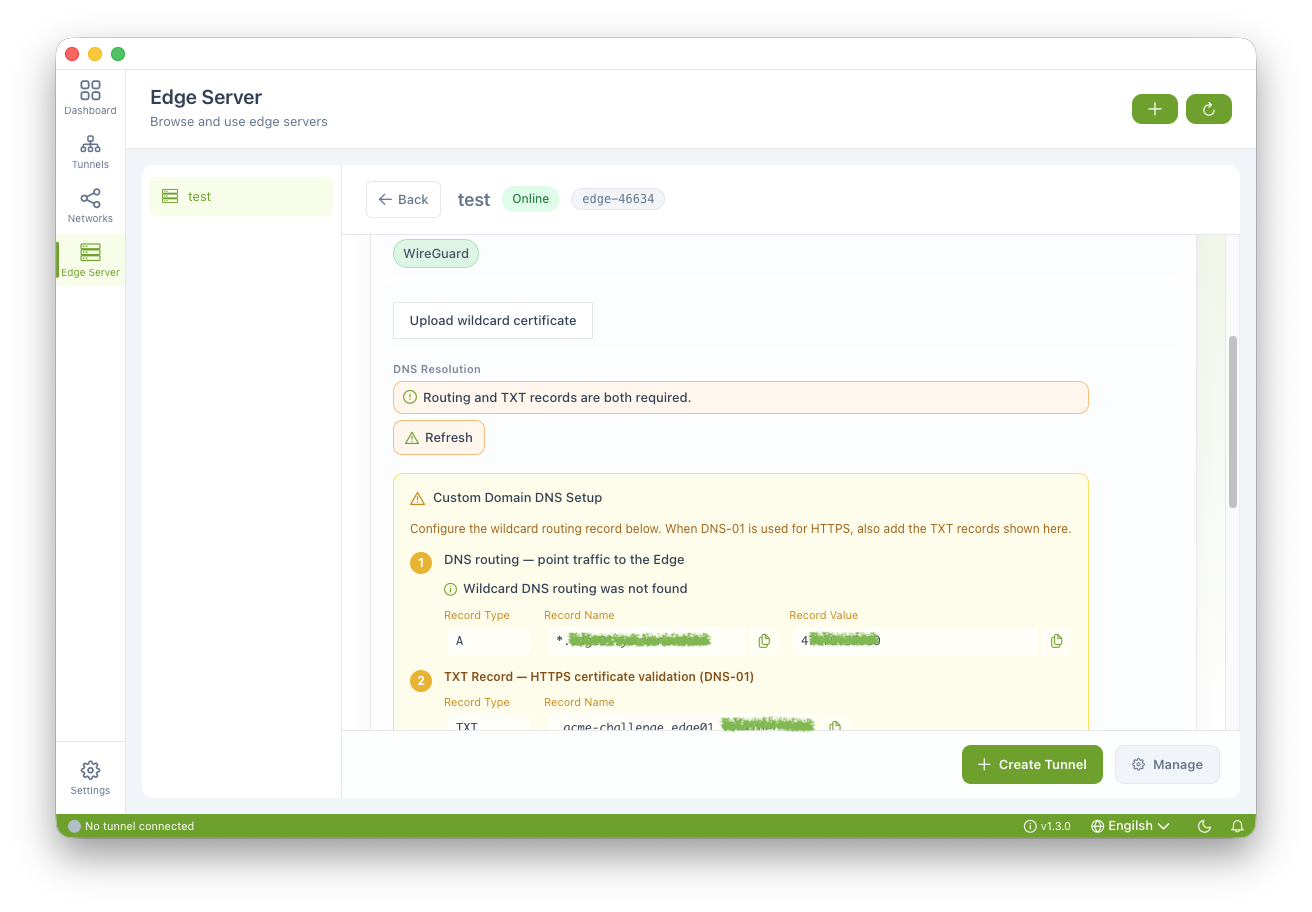 Dashboard
Tunnels
Networks
Edge Server
Settings
Edge Server
Browse and use edge servers
test
Back
test
Online
edge-46634
WireGuard
Upload wildcard certificate
DNS Resolution
Routing and TXT records are both required.
Refresh
Custom Domain DNS Setup
Configure the wildcard routing record below. When DNS-01 is used for HTTPS, also add the TXT records shown here.
1
DNS routing — point traffic to the Edge
Wildcard DNS routing was not found
Record Type Record Name Record Value
A
2
TXT Record — HTTPS certificate validation (DNS-01)
Record Type Record Name
TXT _acme-challenge.edge01
Create Tunnel
Manage
No tunnel connected
v1.3.0
Engilsh